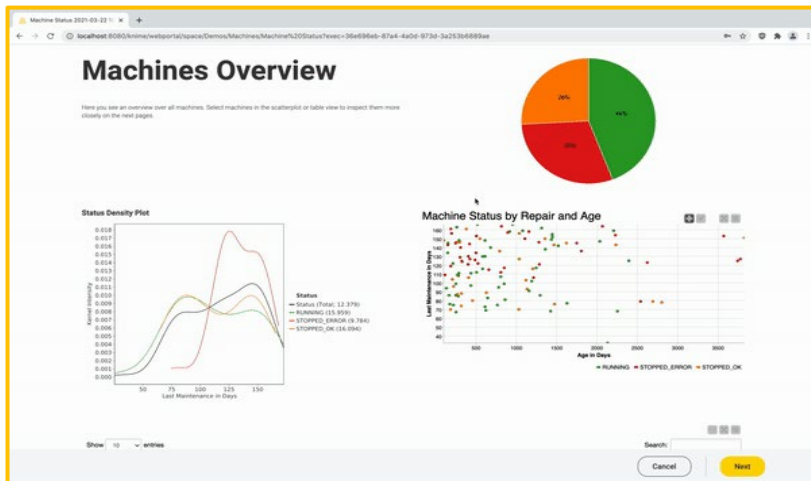 Machine Status 2021-03-22
localhost:8080/knime/webportal/space/Demos/Machines/Machine%20Status?exec=36e696eb-87a4-4a0d-973d-3a253b6889ae
Machines Overview
Here you see an overview over all machines. Select machines in the scatterplot or table view to inspect them more
closely on the next pages.
26%
44%
Status Density Plot
0.018
0.017
0.016
0.015
0.014
0.013
0.012
0.011
0.010
0.009
0.008
0.007
0.006
0.005
0.004
0.003
0.002
0.001
0.000
Kernel Intensity
50 75 100 125 150
Last Maintenance in Days
Status
Status (Total: 12.379)
RUNNING (15.959)
STOPPED_ERROR (9.784)
STOPPED_OK (16.094)
Machine Status by Repair and Age
160
150
140
130
120
110
100
90
80
70
60
50
40
Last Maintenance in Days
500 1000 1500 2000 2500 3000 3500
Age in Days
RUNNING STOPPED_ERROR STOPPED_OK
Show 10 entries
Search:
Cancel
Next